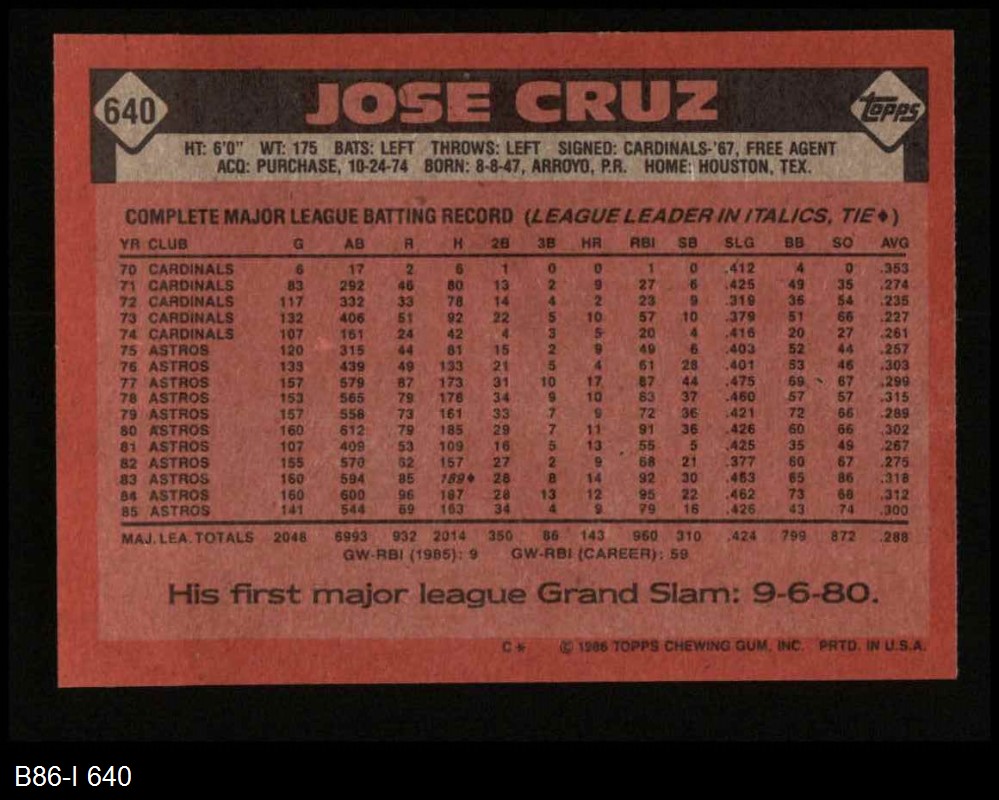 640 JOSE CRUZ topps
HT: 6'0" WT: 175 BATS: LEFT THROWS: LEFT SIGNED: CARDINALS-'67, FREE AGENT
ACQ: PURCHASE, 10-24-74 BORN: 8-8-47, ARROYO, P.R. HOME: HOUSTON, TEX.
COMPLETE MAJOR LEAGUE BATTING RECORD (LEAGUE LEADER IN ITALICS, TIE♦)
YR CLUB G AB R H 2B 3B HR RBI SB SLG BB SO AVG
70 CARDINALS 6 17 2 6 1 0 0 1 0 .412 4 0 .353
71 CARDINALS 83 292 46 80 13 2 9 27 6 .425 49 35 .274
72 CARDINALS 117 332 33 78 14 4 2 23 9 .319 36 54 .235
73 CARDINALS 132 406 51 92 22 5 10 57 10 .379 51 66 .227
74 CARDINALS 107 161 24 42 4 3 5 20 4 .416 20 27 .261
75 ASTROS 120 315 44 81 15 2 9 49 6 .403 52 44 .257
76 ASTROS 133 439 49 133 21 5 4 61 28 .401 53 46 .303
77 ASTROS 157 579 87 173 31 10 17 87 44 .475 69 67 .299
78 ASTROS 153 565 79 178 34 9 10 83 37 .460 57 57 .315
79 ASTROS 157 558 73 161 33 7 9 72 36 .421 72 66 .289
80 ASTROS 160 612 79 185 29 7 11 91 36 .426 60 66 .302
81 ASTROS 107 409 53 109 16 5 13 55 5 .425 35 49 .267
82 ASTROS 155 570 62 157 27 2 9 68 21 .377 60 67 .275
83 ASTROS 160 594 85 189♦ 28 8 14 92 30 .463 65 86 .318
84 ASTROS 160 600 96 187 28 13 12 95 22 .462 73 68 .312
85 ASTROS 141 544 69 163 34 4 9 79 16 .426 43 74 .300
MAJ. LEA. TOTALS 2048 6993 932 2014 350 86 143 960 310 .424 799 872 .288
GW-RBI (1985): 9 GW-RBI (CAREER): 59
His first major league Grand Slam: 9-6-80.
C* © 1986 TOPPS CHEWING GUM, INC. PRTD. IN U.S.A.
B86-I 640